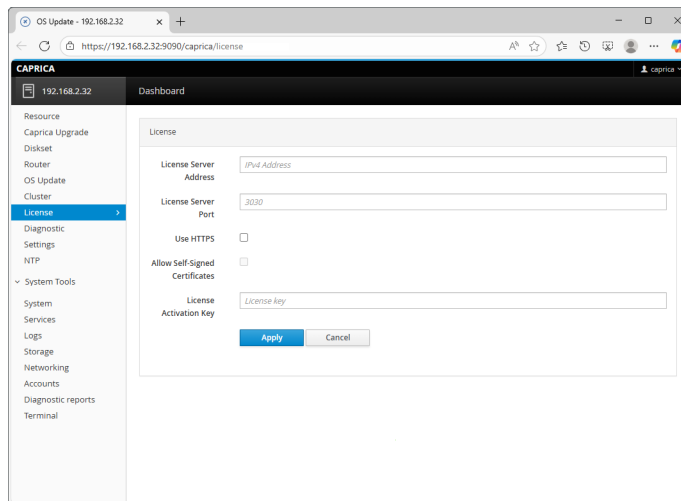 OS Update - 192.168.2.32
https://192.168.2.32:9090/caprica/license
CAPRICA
caprica
192.168.2.32
Dashboard
Resource
Caprica Upgrade
Diskset
Router
OS Update
Cluster
License
Diagnostic
Settings
NTP
System Tools
System
Services
Logs
Storage
Networking
Accounts
Diagnostic reports
Terminal
License
License Server
Address
IPv4 Address
License Server
Port
3030
Use HTTPS
Allow Self-Signed
Certificates
License
Activation Key
License key
Apply
Cancel